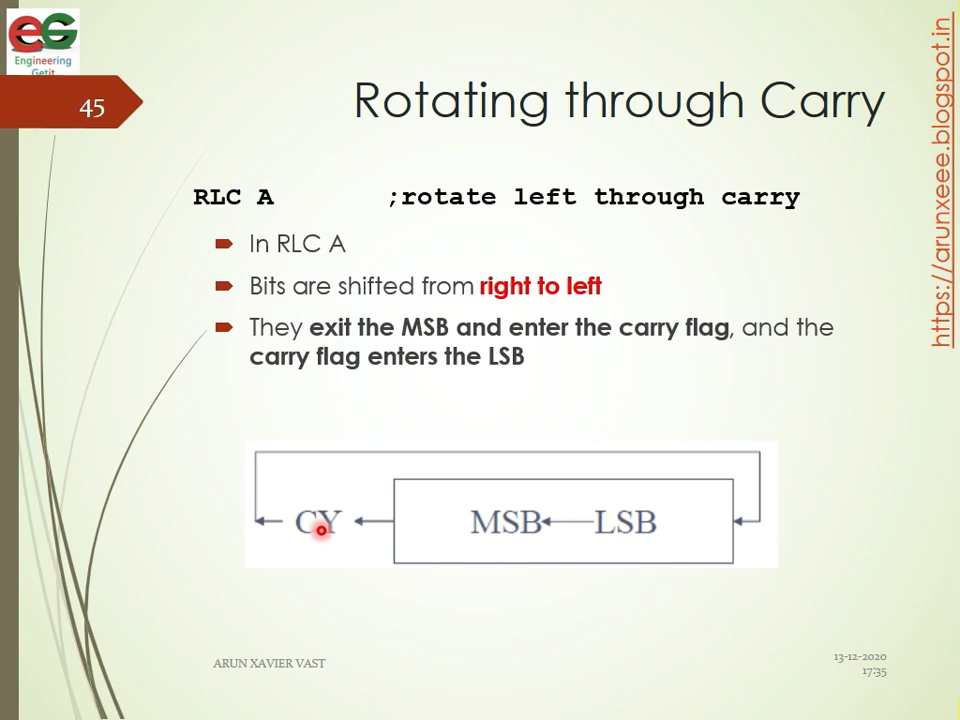 eG
Engineering
Getit
45
Rotating through Carry
https://arunxeee.blogspot.in
RLC A ;rotate left through carry
In RLC A
Bits are shifted from right to left
They exit the MSB and enter the carry flag, and the
carry flag enters the LSB
CY MSB LSB
ARUN XAVIER VAST
13-12-2020
17:35